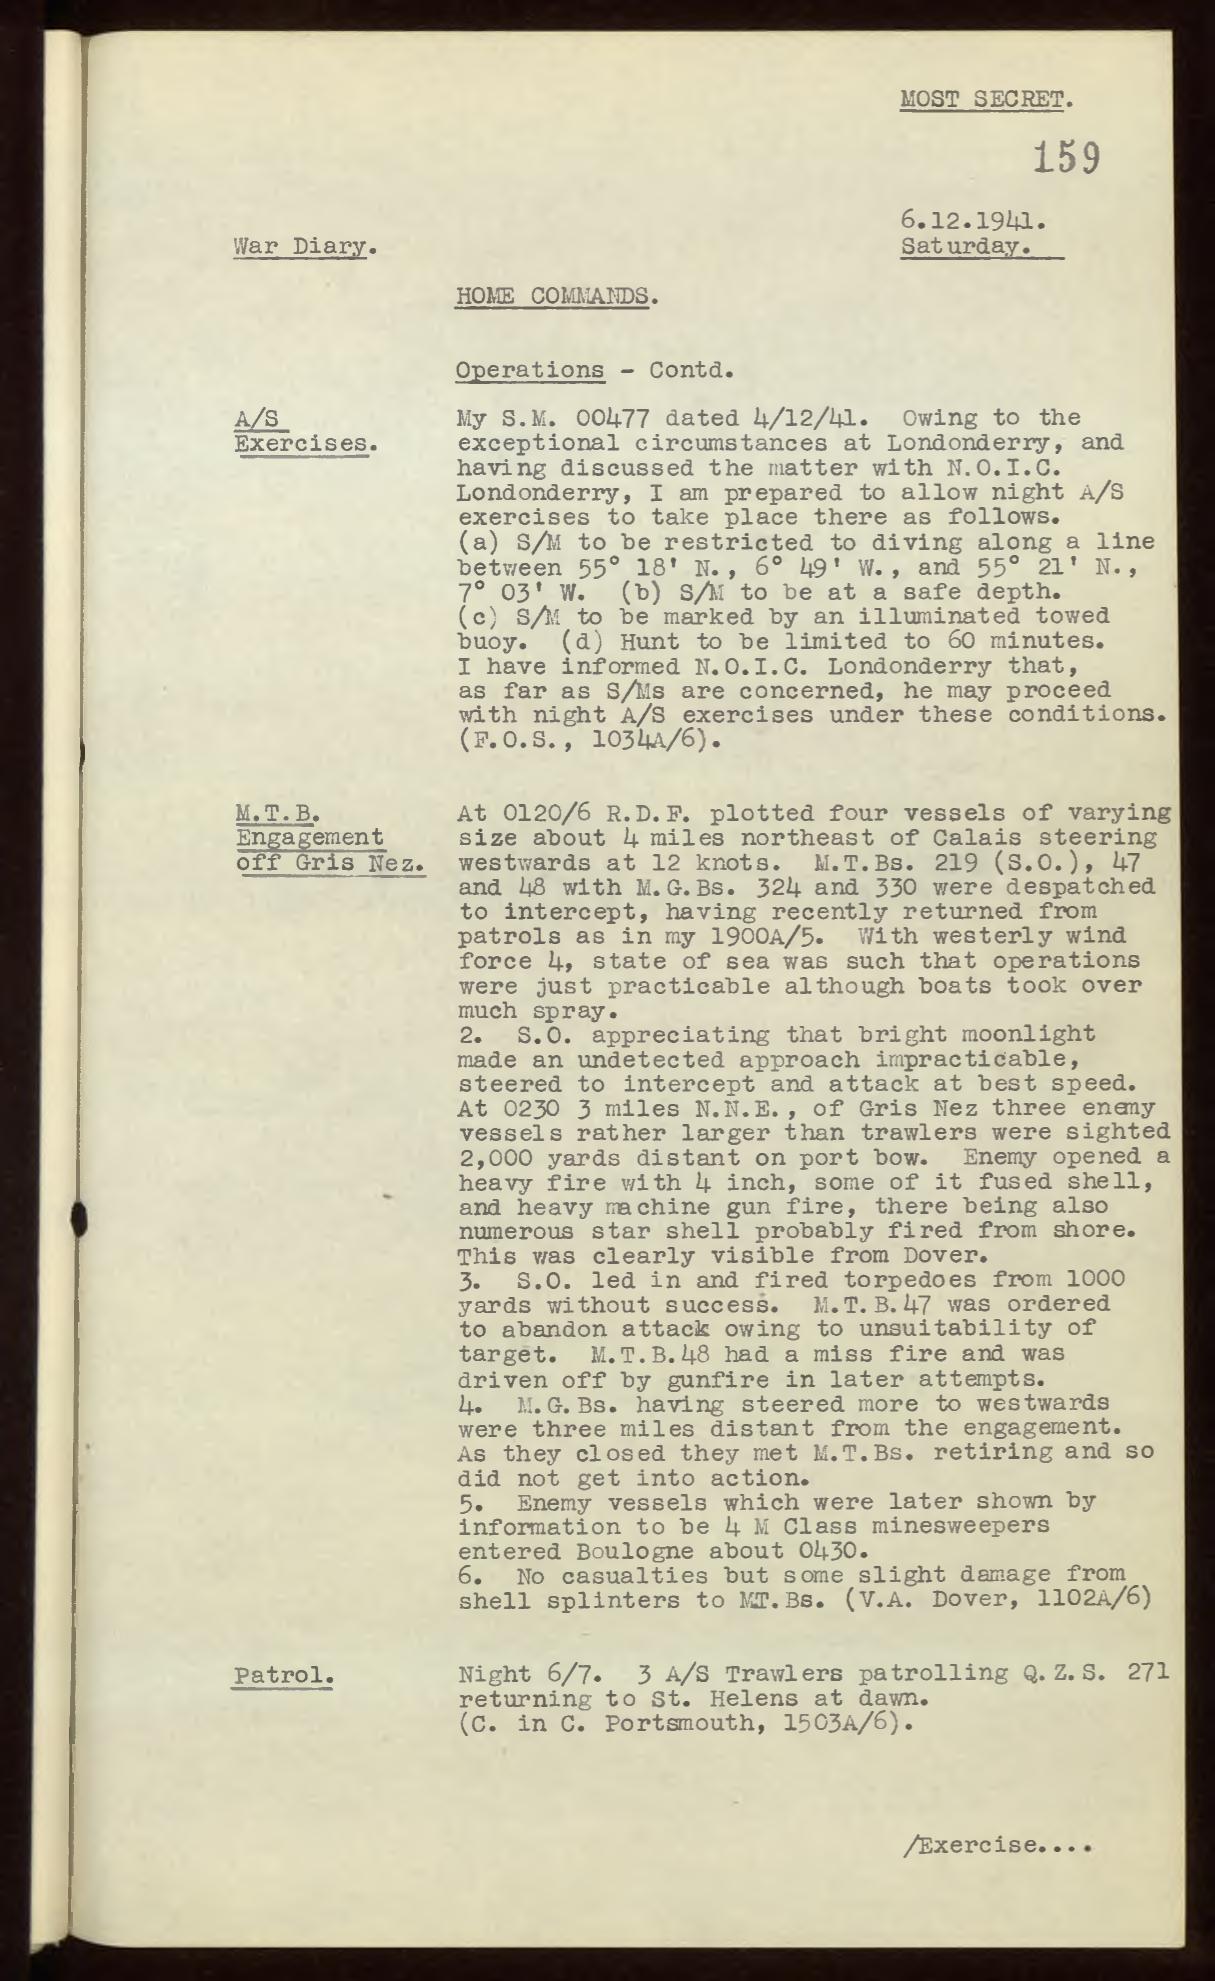 MOST SECRET.
159
6.12.1941.
War Diary.
Saturday.
HOME COMMANDS.
Operations - Contd.
A/S
Exercises.
My S.M. 00477 dated 4/12/41. Owing to the
exceptional circumstances at Londonderry, and
having discussed the matter with N.O.I.C.
Londonderry, I am prepared to allow night A/S
exercises to take place there as follows.
(a) S/M to be restricted to diving along a line
between 55° 18' N., 6° 49' W., and 55° 21' N.,
7° 03' W. (b) S/M to be at a safe depth.
(c) S/M to be marked by an illuminated towed
buoy. (d) Hunt to be limited to 60 minutes.
I have informed N.O.I.C. Londonderry that,
as far as S/Ms are concerned, he may proceed
with night A/S exercises under these conditions.
(F.O.S., 1034A/6).
M.T.B.
Engagement
off Gris Nez.
At 0120/6 R.D.F. plotted four vessels of varying
size about 4 miles northeast of Calais steering
westwards at 12 knots. M.T.Bs. 219 (S.O.), 47
and 48 with M.G.Bs. 324 and 330 were despatched
to intercept, having recently returned from
patrols as in my 1900A/5. With westerly wind
force 4, state of sea was such that operations
were just practicable although boats took over
much spray.
2. S.O. appreciating that bright moonlight
made an undetected approach impracticable,
steered to intercept and attack at best speed.
At 0230 3 miles N.N.E., of Gris Nez three enemy
vessels rather larger than trawlers were sighted
2,000 yards distant on port bow. Enemy opened a
heavy fire with 4 inch, some of it fused shell,
and heavy machine gun fire, there being also
numerous star shell probably fired from shore.
This was clearly visible from Dover.
3. S.O. led in and fired torpedoes from 1000
yards without success. M.T.B.47 was ordered
to abandon attack owing to unsuitability of
target. M.T.B.48 had a miss fire and was
driven off by gunfire in later attempts.
4. M.G.Bs. having steered more to westwards
were three miles distant from the engagement.
As they closed they met M.T.Bs. retiring and so
did not get into action.
5. Enemy vessels which were later shown by
information to be 4 M Class minesweepers
entered Boulogne about 0430.
6. No casualties but some slight damage from
shell splinters to MT.Bs. (V.A. Dover, 1102A/6)
Patrol.
Night 6/7. 3 A/S Trawlers patrolling Q.Z.S. 271
returning to St. Helens at dawn.
(C. in C. Portsmouth, 1503A/6).
/Exercise....